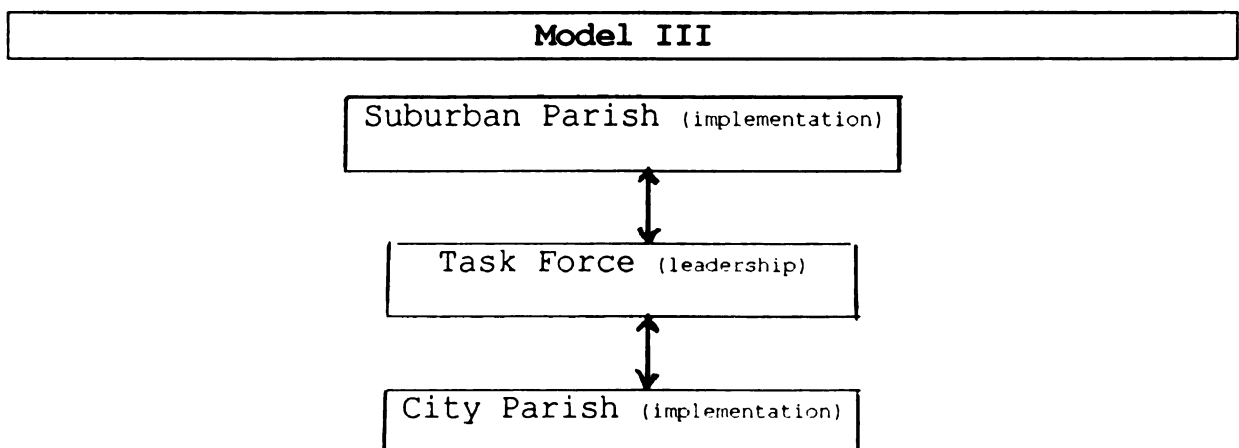 Model III
Suburban Parish (implementation)
Task Force (leadership)
City Parish (implementation)